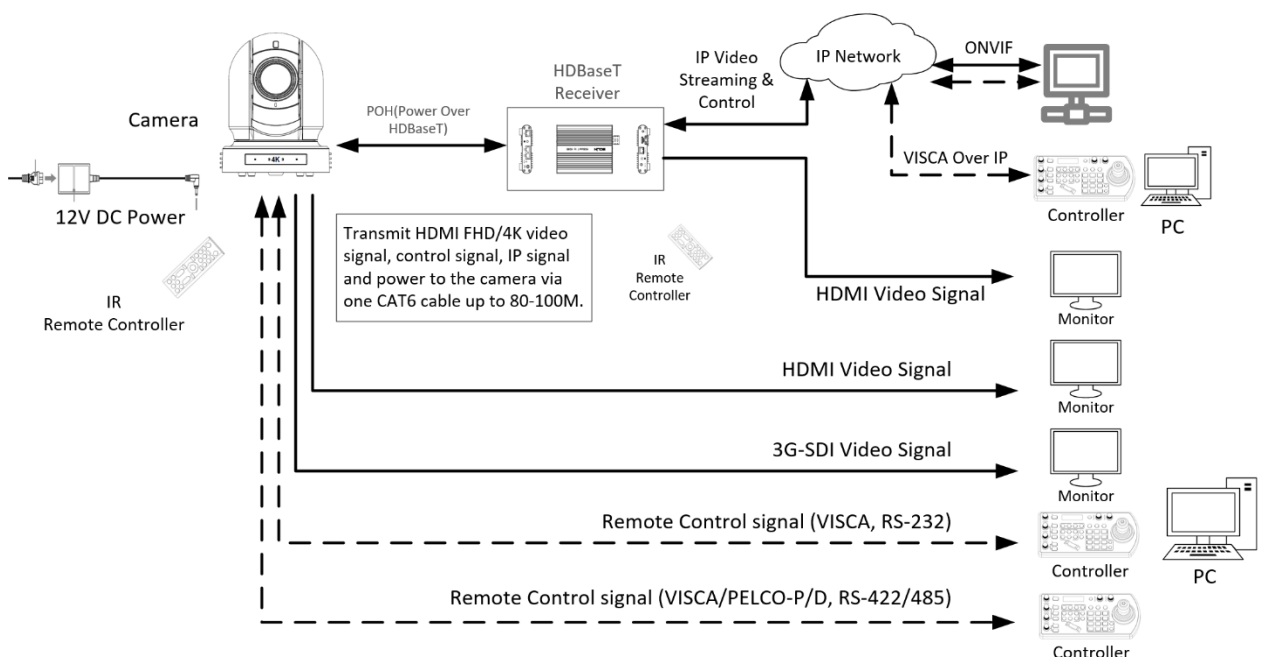 IP Video
Streaming &
Control
IP Network
ONVIF
HDBaseT
Receiver
Camera
POH(Power Over
HDBaseT)
4K
12V DC Power
VISCA Over IP
Controller
PC
Transmit HDMI FHD/4K video
signal, control signal, IP signal
and power to the camera via
one CAT6 cable up to 80-100M.
IR
Remote Controller
IR
Remote
Controller
HDMI Video Signal
Monitor
HDMI Video Signal
Monitor
3G-SDI Video Signal
Monitor
Remote Control signal (VISCA, RS-232)
Controller
PC
Remote Control signal (VISCA/PELCO-P/D, RS-422/485)
Controller